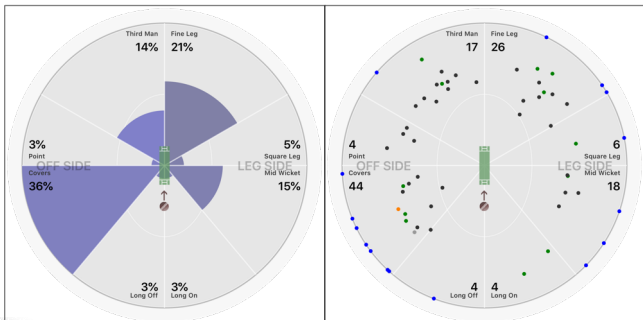 Third Man
14%
Fine Leg
21%
3%
Point
OFF SIDE
Covers
36%
5%
Square Leg
LEG SIDE
Mid Wicket
15%
3%
Long Off
3%
Long On
Third Man
17
Fine Leg
26
4
Point
OFF SIDE
Covers
44
6
Square Leg
LEG SIDE
Mid Wicket
18
4
Long Off
4
Long On